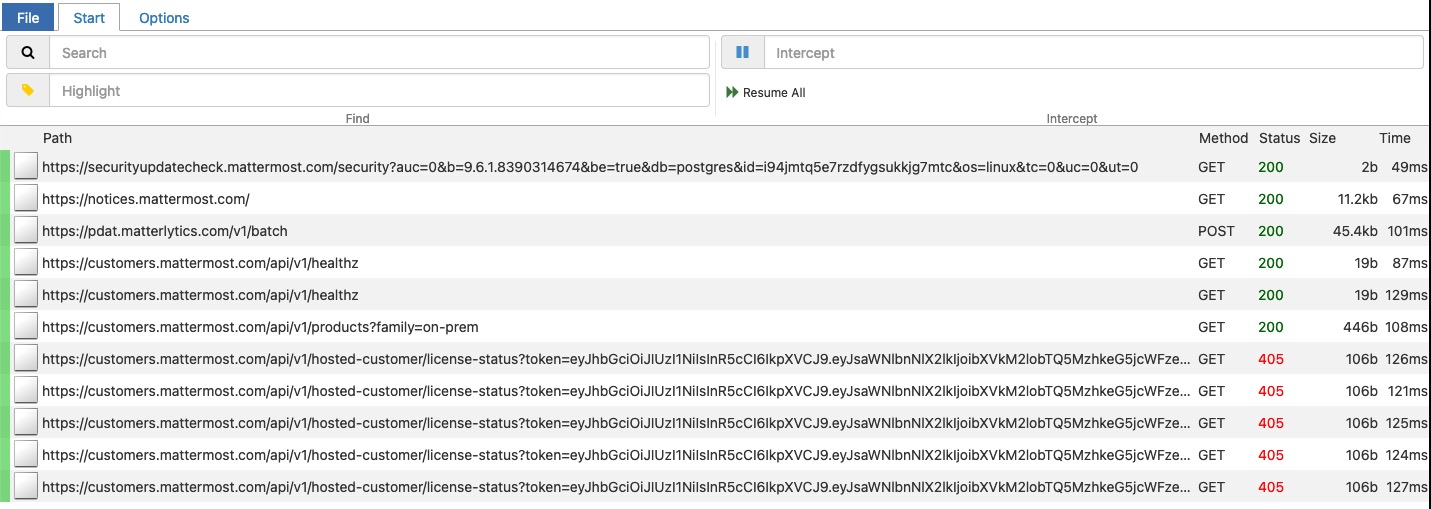 File Start Options
Search Intercept
Highlight Resume All
Find Intercept
Path Method Status Size Time
https://securityupdatecheck.mattermost.com/security?auc=0&b=9.6.1.8390314674&be=true&db=postgres&id=i94jmtq5e7rzdfygsukkjg7mtc&os=linux&tc=0&uc=0&ut=0 GET 200 2b 49ms
https://notices.mattermost.com/ GET 200 11.2kb 67ms
https://pdat.matterlytics.com/v1/batch POST 200 45.4kb 101ms
https://customers.mattermost.com/api/v1/healthz GET 200 19b 87ms
https://customers.mattermost.com/api/v1/healthz GET 200 19b 129ms
https://customers.mattermost.com/api/v1/products?family=on-prem GET 200 446b 108ms
https://customers.mattermost.com/api/v1/hosted-customer/license-status?token=eyJhbGciOiJIUzI1NiIsInR5cCI6IkpXVCJ9.eyJsaWNlbnNlX2lkIjoibXVkM2lobTQ5MzhkeG5jcWFze... GET 405 106b 126ms
https://customers.mattermost.com/api/v1/hosted-customer/license-status?token=eyJhbGciOiJIUzI1NiIsInR5cCI6IkpXVCJ9.eyJsaWNlbnNlX2lkIjoibXVkM2lobTQ5MzhkeG5jcWFze... GET 405 106b 121ms
https://customers.mattermost.com/api/v1/hosted-customer/license-status?token=eyJhbGciOiJIUzI1NiIsInR5cCI6IkpXVCJ9.eyJsaWNlbnNlX2lkIjoibXVkM2lobTQ5MzhkeG5jcWFze... GET 405 106b 125ms
https://customers.mattermost.com/api/v1/hosted-customer/license-status?token=eyJhbGciOiJIUzI1NiIsInR5cCI6IkpXVCJ9.eyJsaWNlbnNlX2lkIjoibXVkM2lobTQ5MzhkeG5jcWFze... GET 405 106b 124ms
https://customers.mattermost.com/api/v1/hosted-customer/license-status?token=eyJhbGciOiJIUzI1NiIsInR5cCI6IkpXVCJ9.eyJsaWNlbnNlX2lkIjoibXVkM2lobTQ5MzhkeG5jcWFze... GET 405 106b 127ms